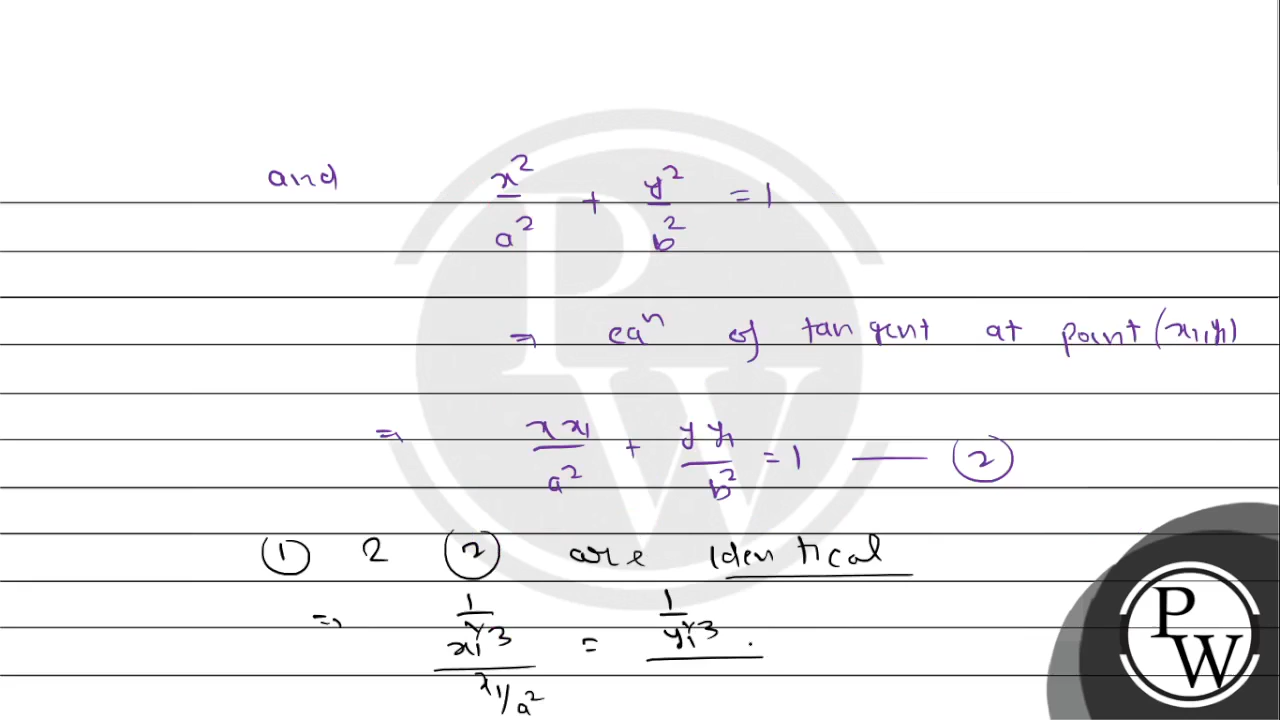 and x²/a² + y²/b² = 1
⇒ eqⁿ of tangent at point (x₁,y₁)
⇒ xx₁/a² + yy₁/b² = 1 —— ②
① & ② are identical
⇒ (1/x₁^1/3)/(x₁/a²) = (1/y₁^1/3)/
P
W
P
W